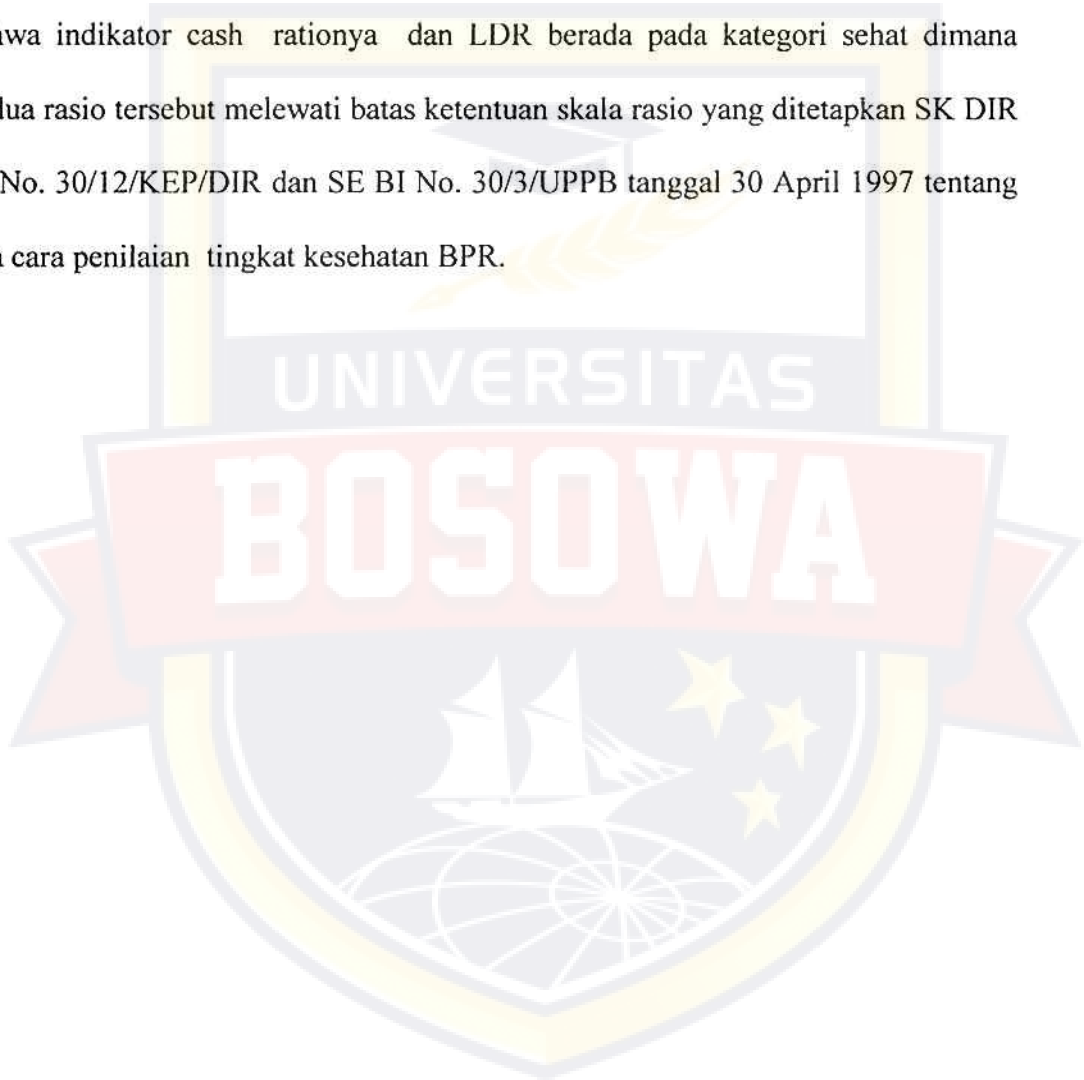 wa indikator cash rationya dan LDR berada pada kategori sehat dimana
dua rasio tersebut melewati batas ketentuan skala rasio yang ditetapkan SK DIR
No. 30/12/KEP/DIR dan SE BI No. 30/3/UPPB tanggal 30 April 1997 tentang
cara penilaian tingkat kesehatan BPR.
UNIVERSITAS
BOSOWA